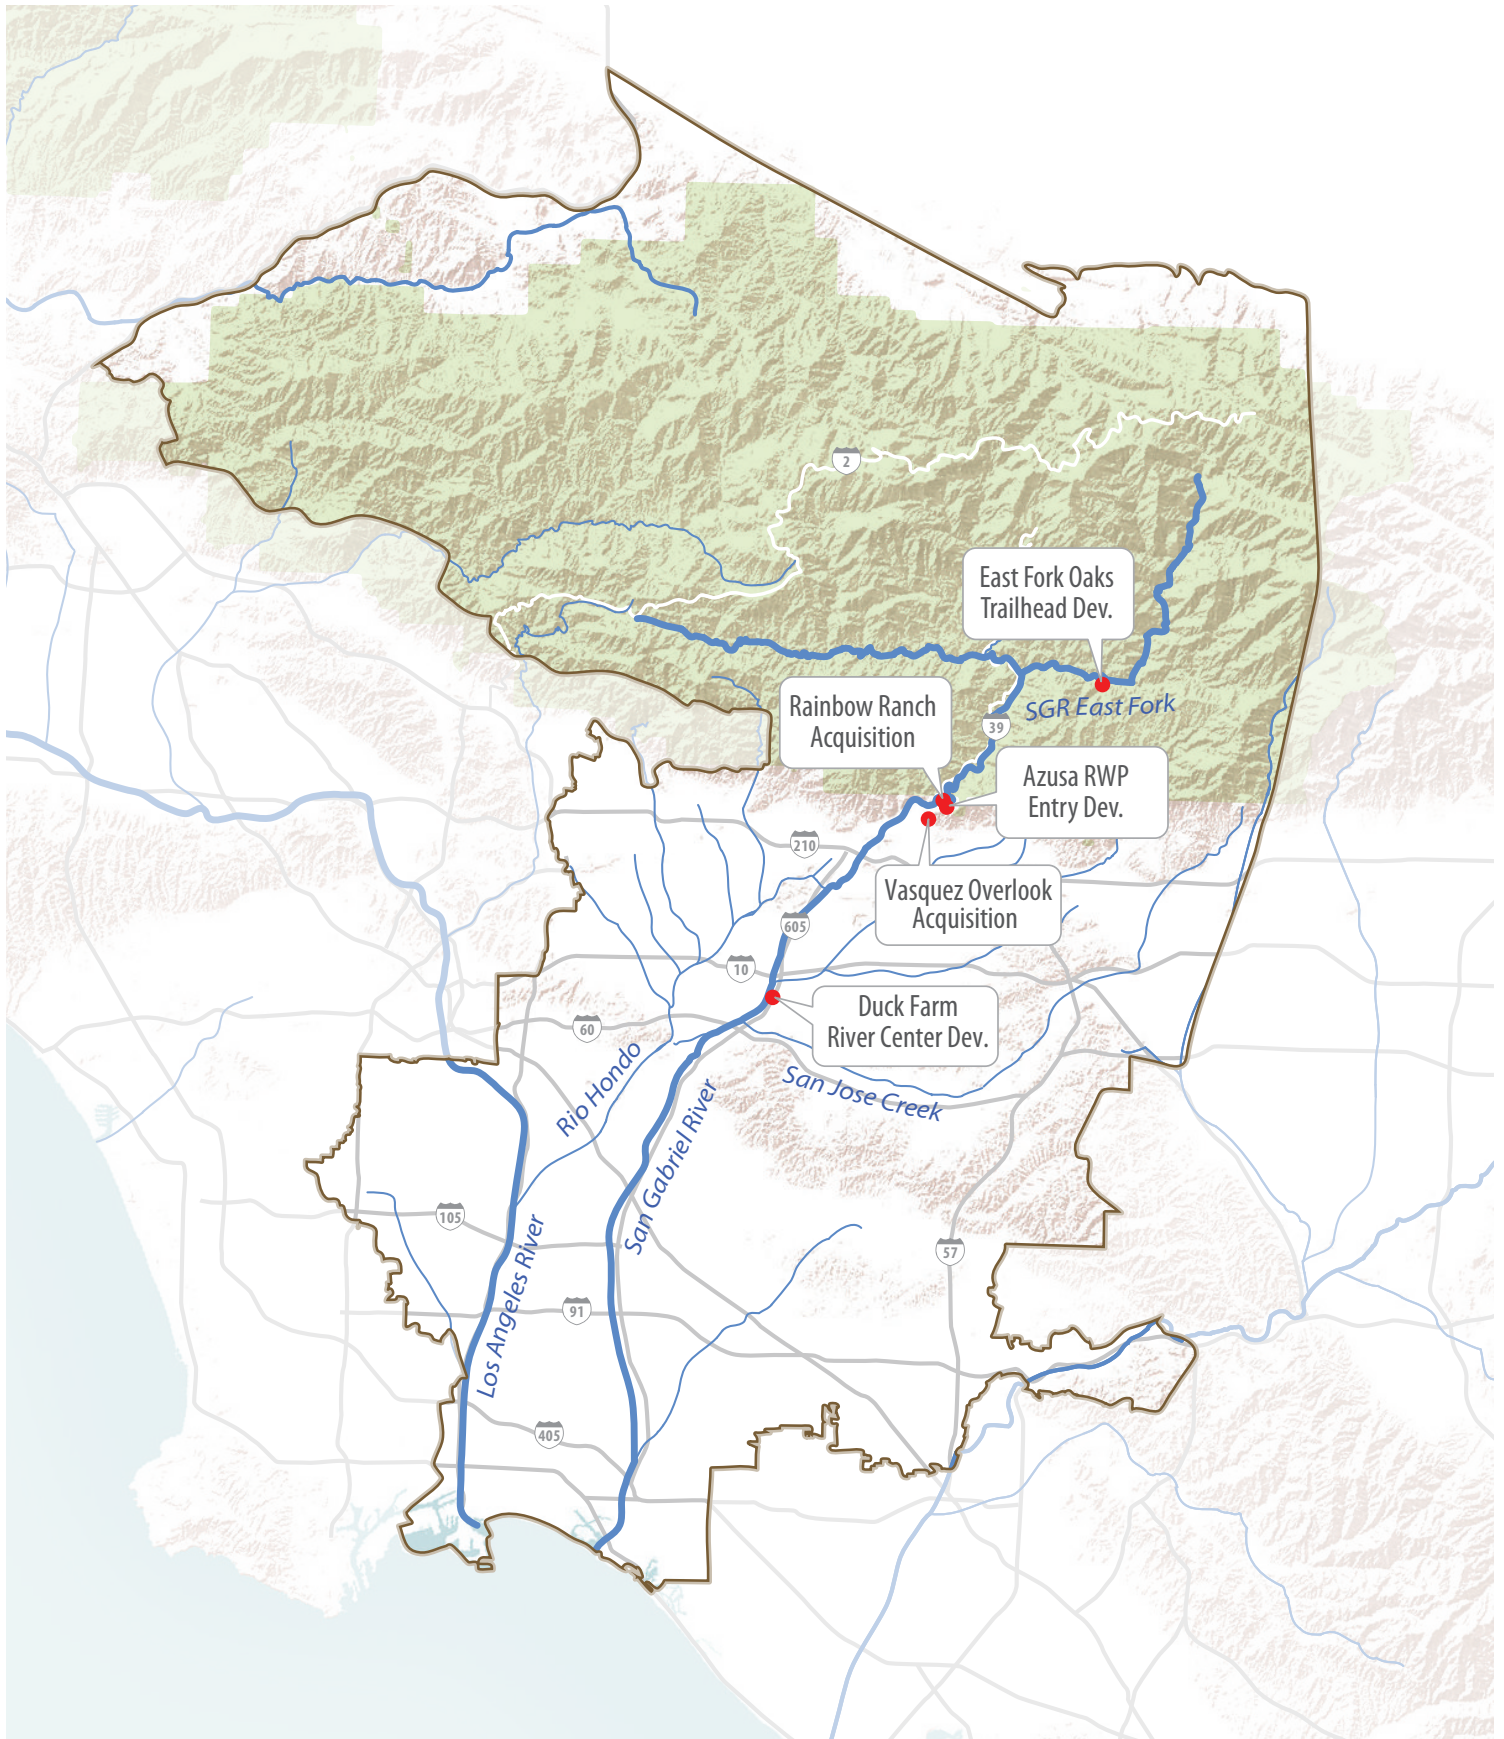 2
East Fork Oaks
Trailhead Dev.
Rainbow Ranch
Acquisition
SGR East Fork
39
Azusa RWP
Entry Dev.
210
Vasquez Overlook
Acquisition
605
10
Duck Farm
River Center Dev.
60
Rio Hondo
San Jose Creek
San Gabriel River
105
57
Los Angeles River
91
405